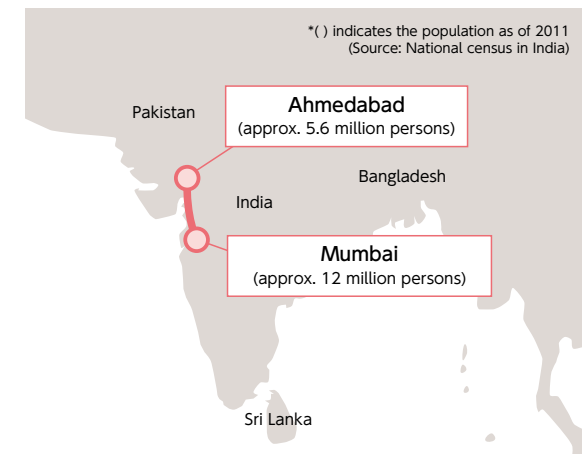 *( ) indicates the population as of 2011
(Source: National census in India)
Ahmedabad
(approx. 5.6 million persons)
Pakistan
Bangladesh
India
Mumbai
(approx. 12 million persons)
Sri Lanka